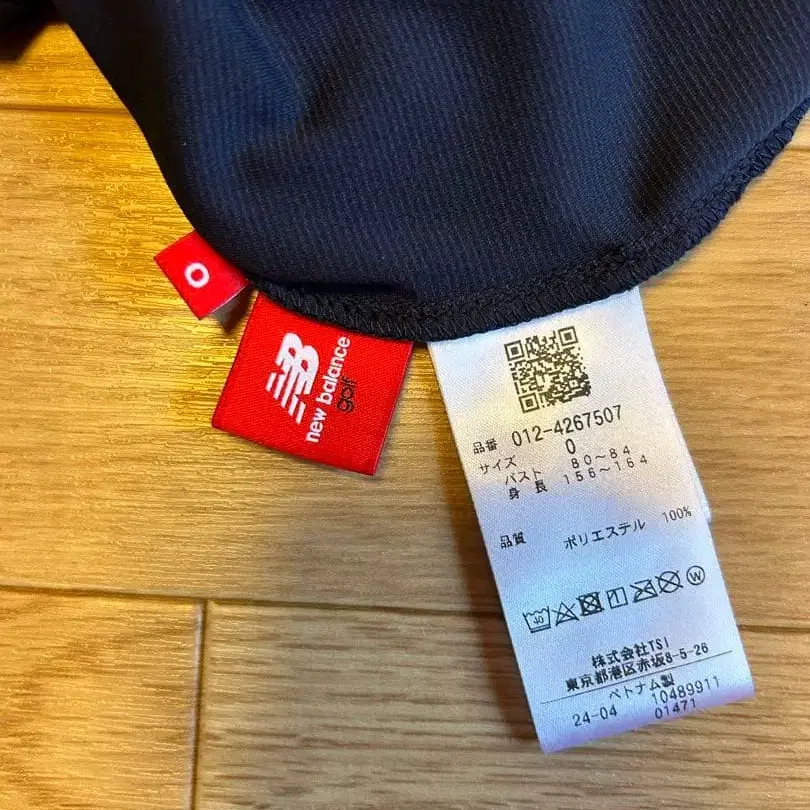 0
new balance
golf
品番 012-4267507
サイズ 0
バスト 80~84
身長 156~164
品質 ポリエステル 100%
40
W
株式会社TSI
東京都港区赤坂8-5-26
ベトナム製
24-04 10489911
01471